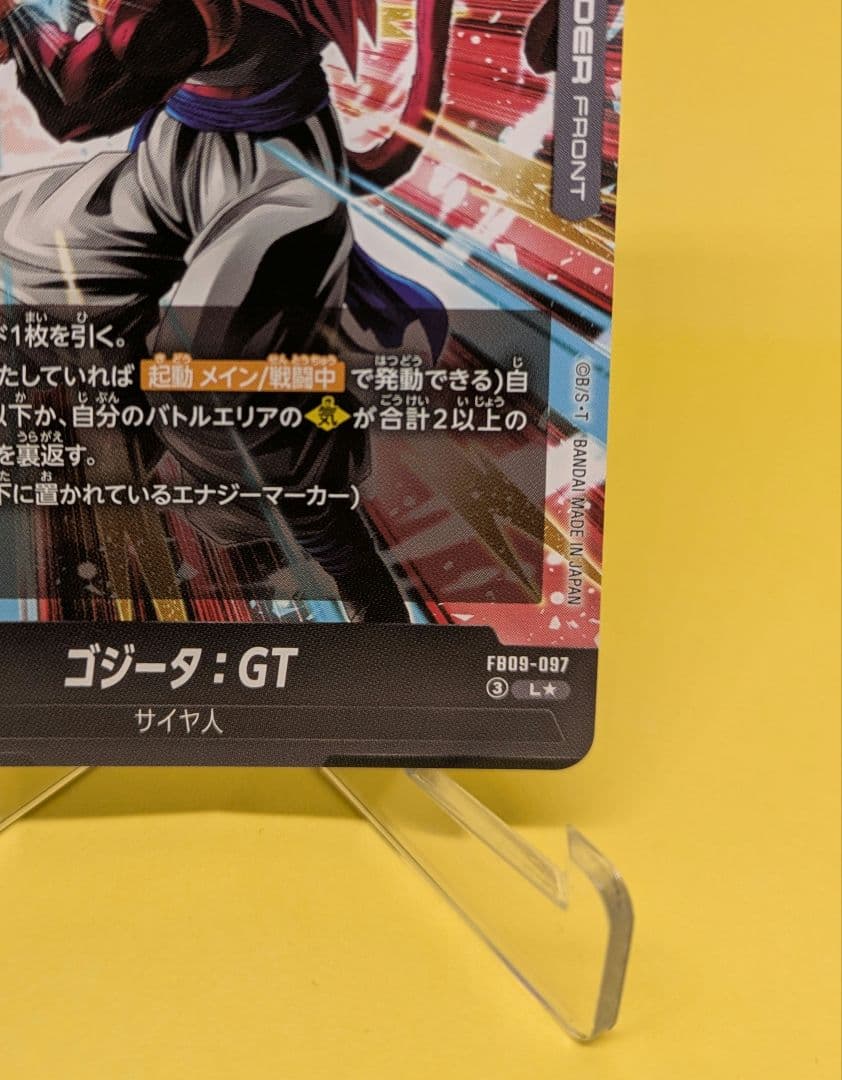 DER FRONT
1枚を引く。
たしていれば 起動 メイン/戦闘中 で発動できる)自
以下か、自分のバトルエリアの 気 が合計2以上の
を裏返す。
下に置かれているエナジーマーカー)
©B/S・T BANDAI MADE IN JAPAN
ゴジータ：GT
FB09-097
③ L★
サイヤ人